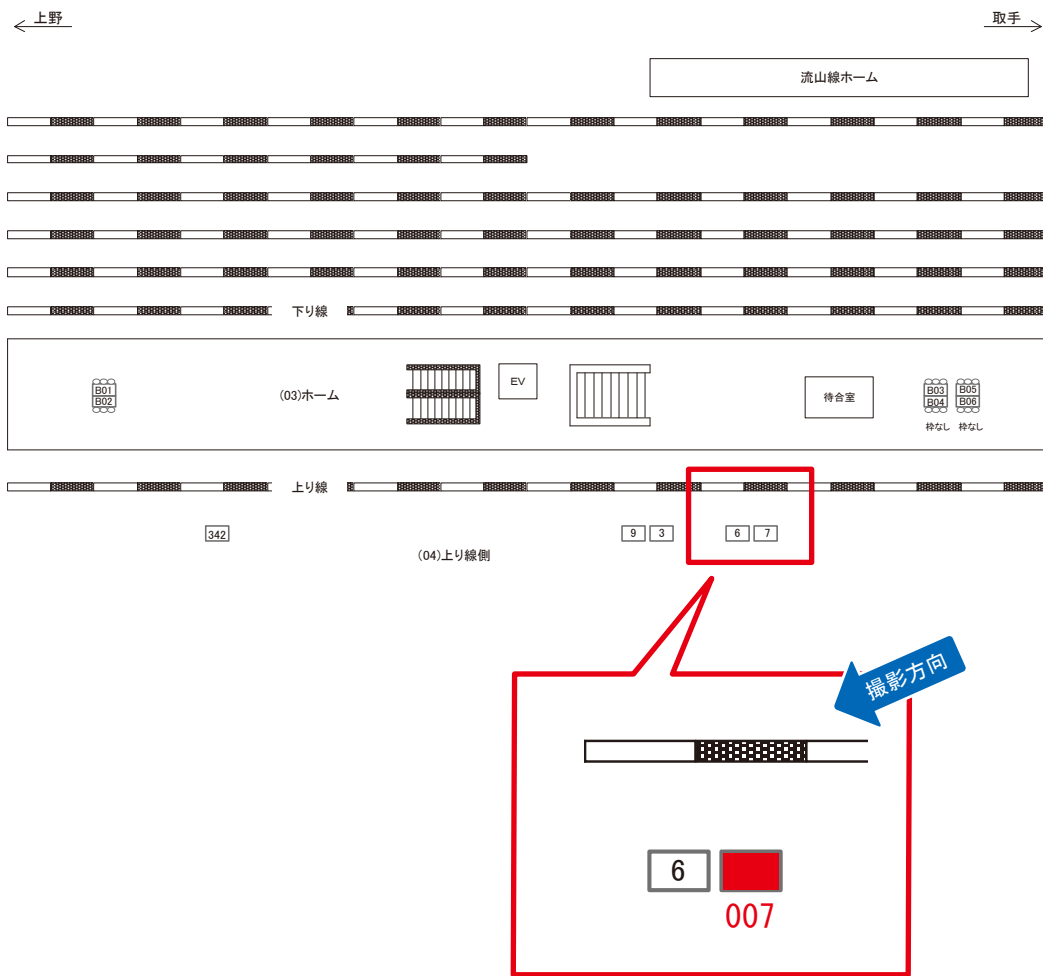 上野
取手
流山線ホーム
下り線
B01
B02
(03)ホーム
EV
待合室
B03
B04
B05
B06
枠なし 枠なし
上り線
342
9 3 6 7
(04)上り線側
撮影方向
6
007